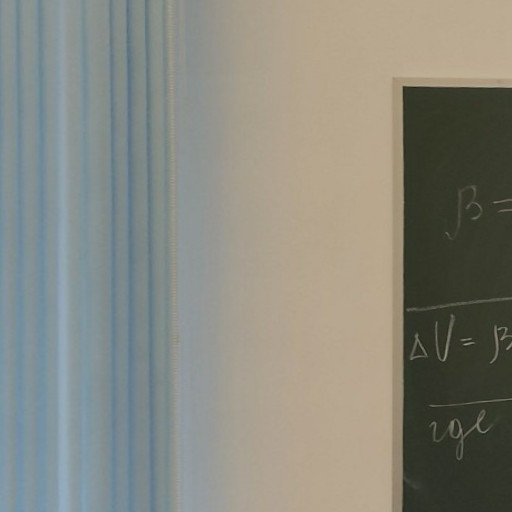 β =
ΔV = β
где